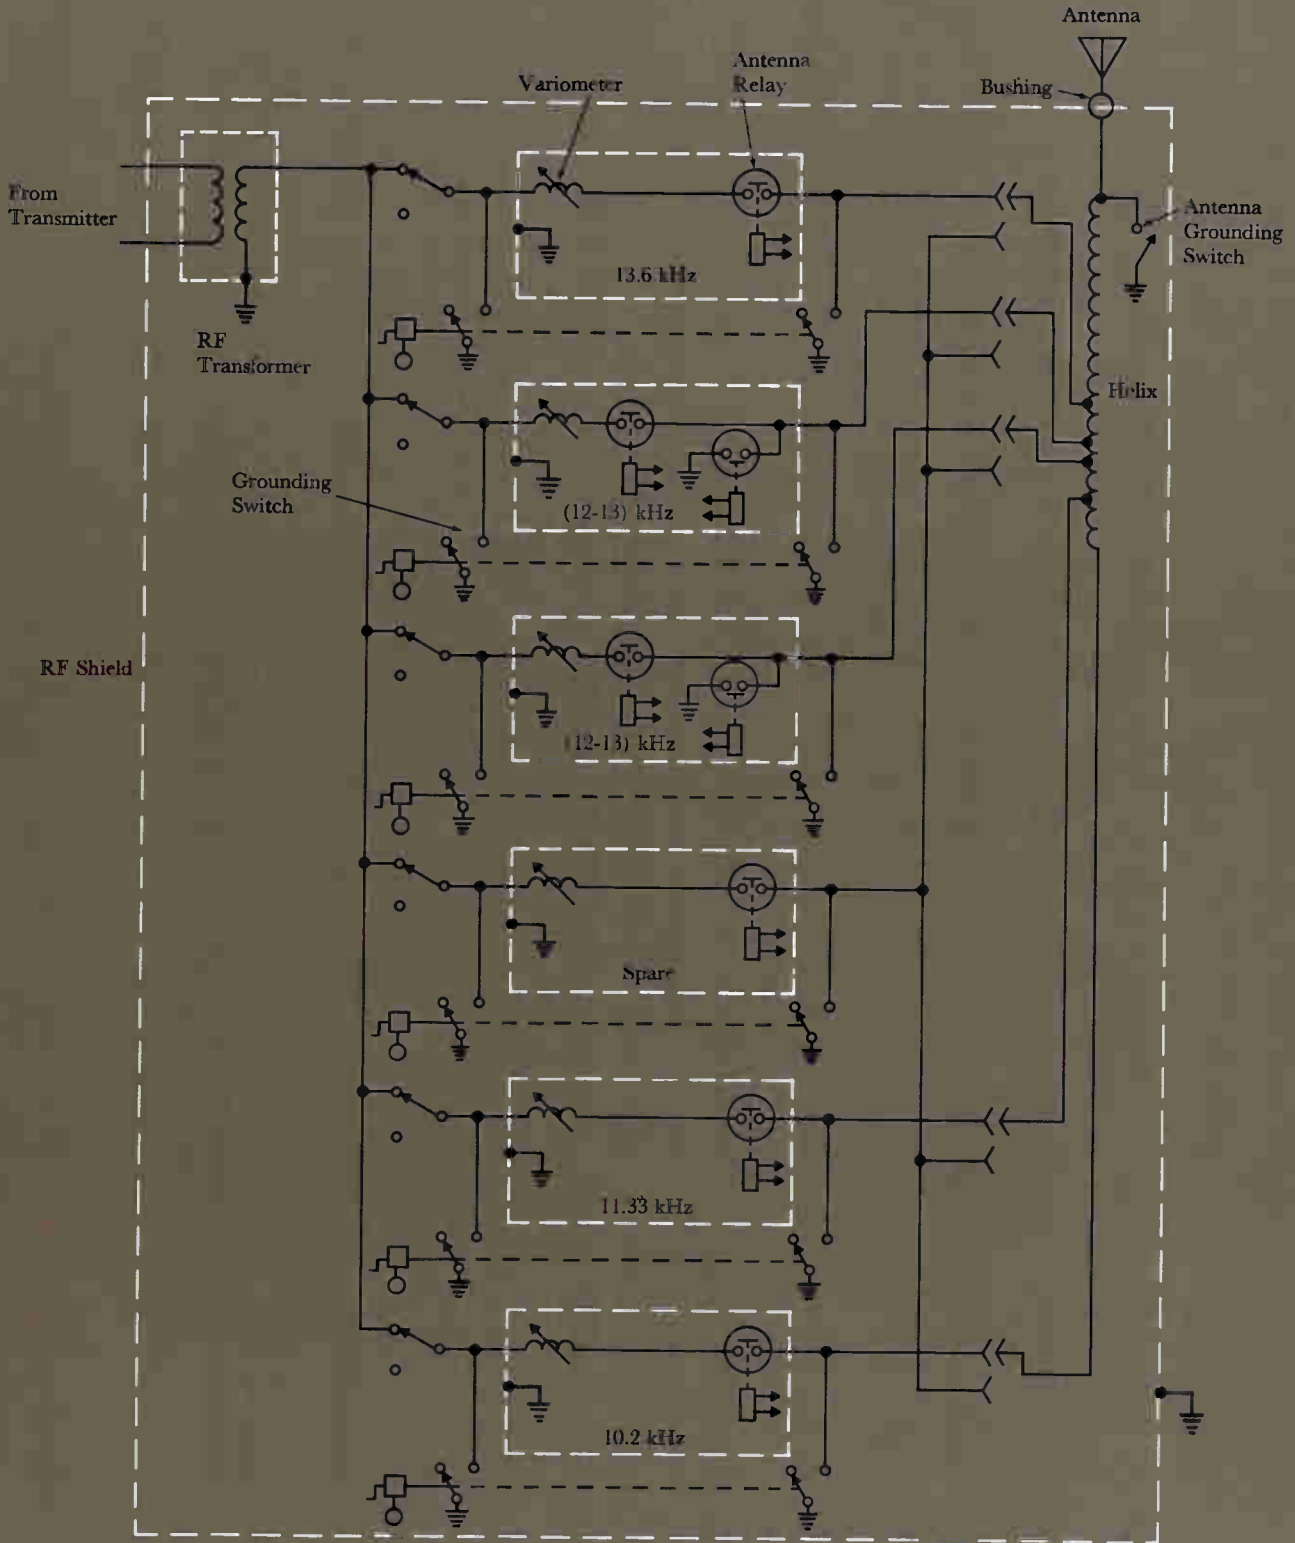 Antenna
Antenna
Relay
Variometer
Bushing
From
Transmitter
Antenna
Grounding
Switch
13.6 kHz
RF
Transformer
Helix
Grounding
Switch
(12-13) kHz
RF Shield
(12-13) kHz
Spare
11.33 kHz
10.2 kHz